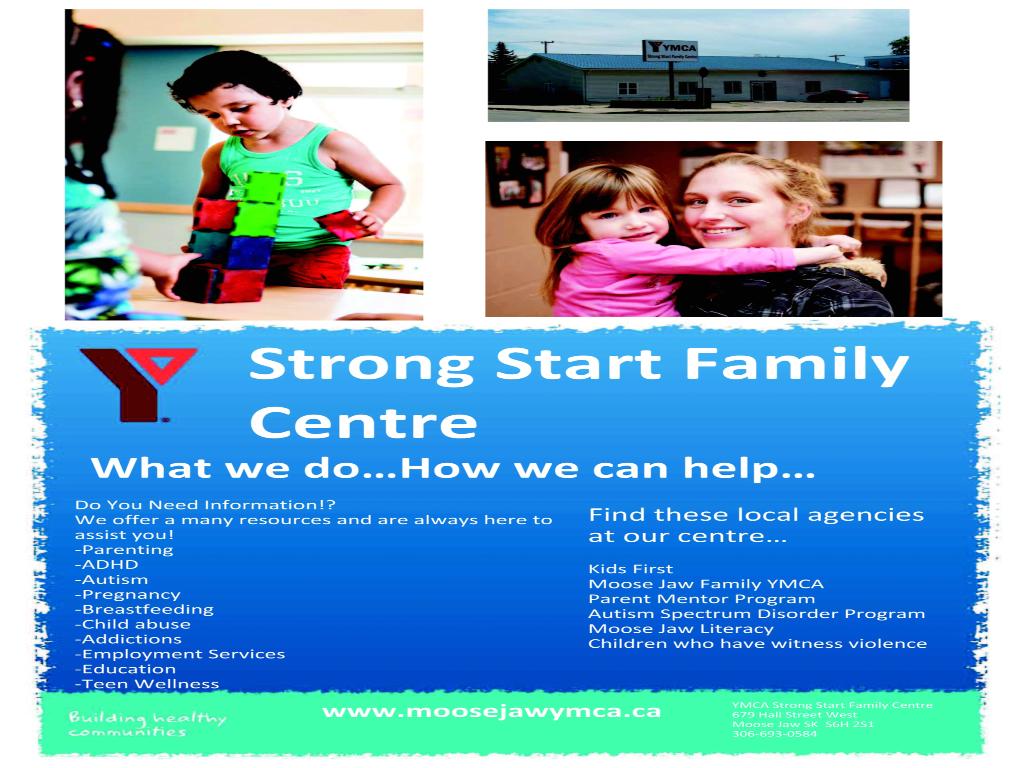 YMCA
Strong Start Family Centre
Strong Start Family
Centre
What we do...How we can help...
Do You Need Information!?
We offer a many resources and are always here to
assist you!
-Parenting
-ADHD
-Autism
-Pregnancy
-Breastfeeding
-Child abuse
-Addictions
-Employment Services
-Education
-Teen Wellness
Find these local agencies
at our centre...
Kids First
Moose Jaw Family YMCA
Parent Mentor Program
Autism Spectrum Disorder Program
Moose Jaw Literacy
Children who have witness violence
Building healthy
communities
www.moosejawymca.ca
YMCA Strong Start Family Centre
679 Hall Street West
Moose Jaw SK S6H 2S1
306-693-0584